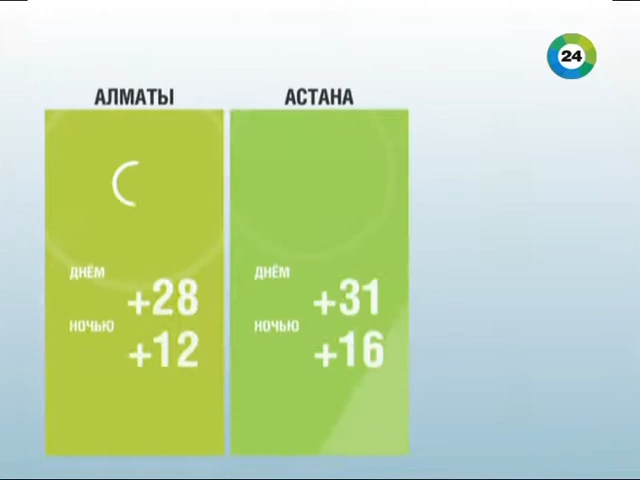 24
АЛМАТЫ
АСТАНА
ДНЁМ
+28
НОЧЬЮ
+12
ДНЁМ
+31
НОЧЬЮ
+16